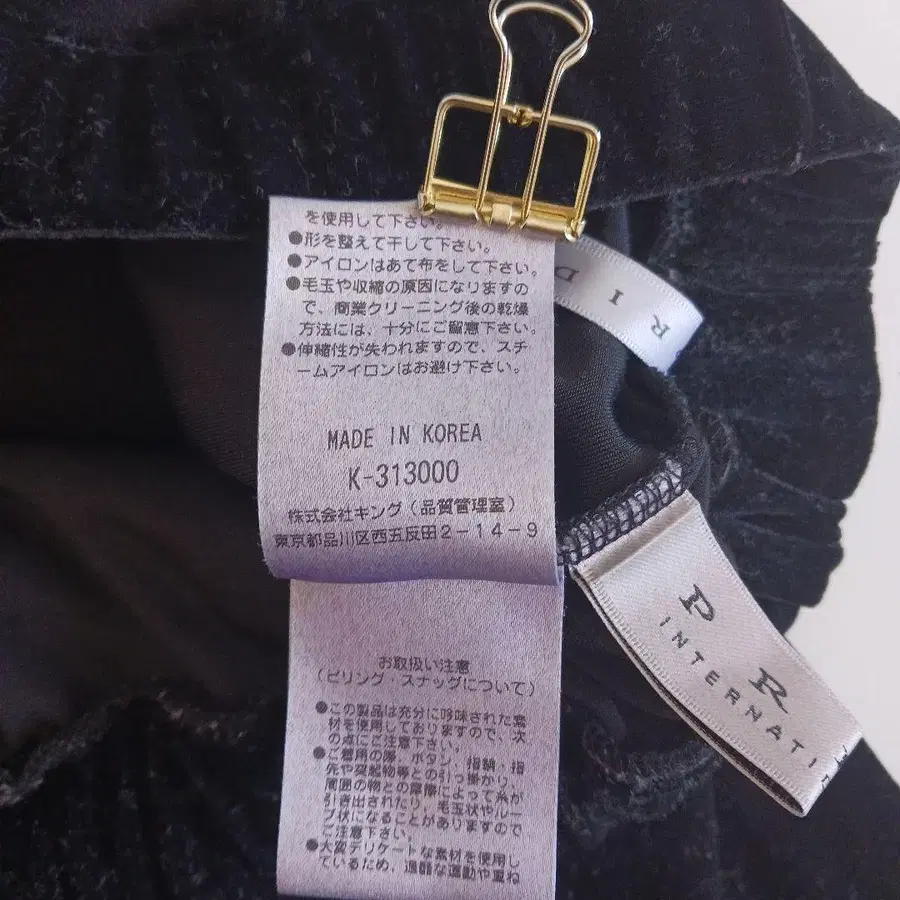 を使用して下さい。
●形を整えて干して下さい。
●アイロンはあて布をして下さい。
●毛玉や収縮の原因になりますの
で、商業クリーニング後の乾燥
方法には、十分にご留意下さい。
●伸縮性が失われますので、スチ
ームアイロンはお避け下さい。
MADE IN KOREA
K-313000
株式会社キング(品質管理室)
東京都品川区西五反田2-14-9
お取扱い注意
(ピリング・スナッグについて)
●この製品は充分に吟味された素
材を使用しておりますので、次
の点にご注意下さい。
●ご着用の際、ボタン、指輪・指
先や突起物等との引っ掛かり、
周囲の物との摩擦によって糸が
引き出されたり、毛玉状やルー
プ状になることがありますので
ご注意下さい。
●大変デリケートな素材を使用し
ているため、過酷な運動や重ね
R I D
P R
INTERNATI